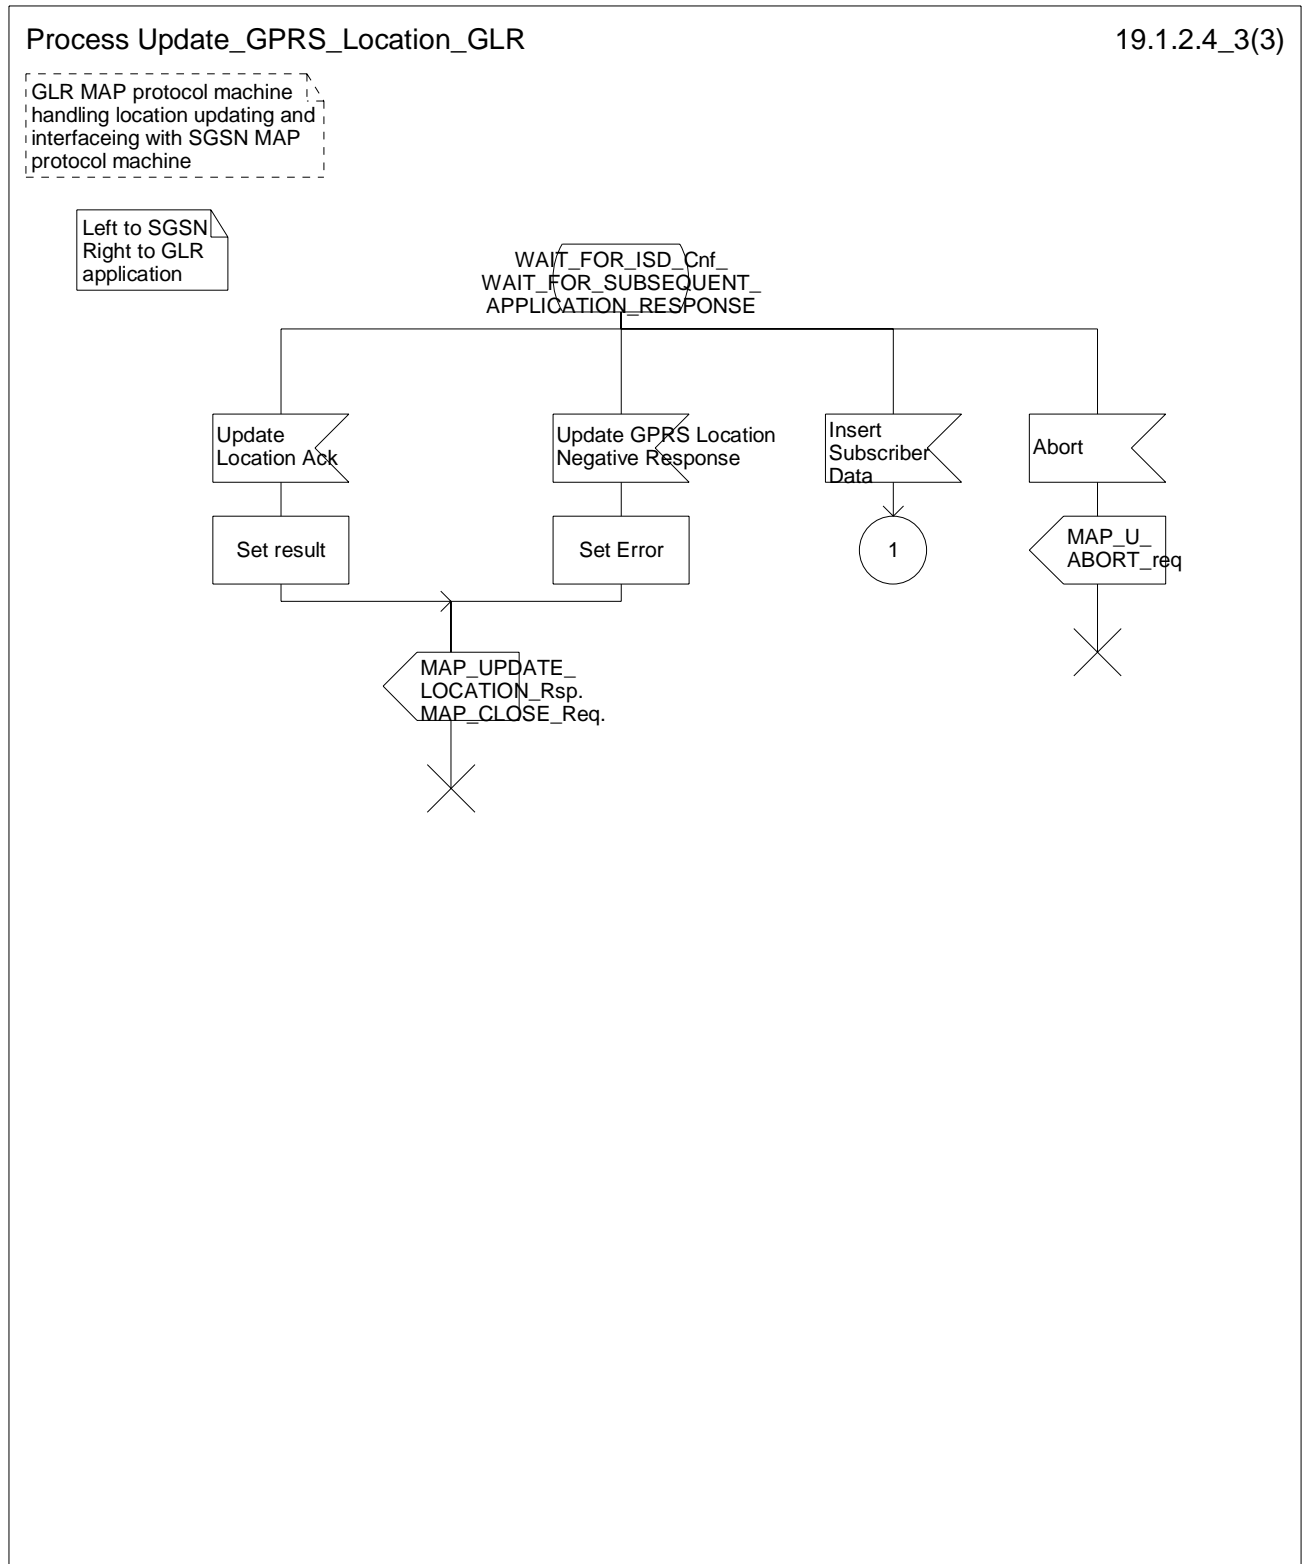 Process Update_GPRS_Location_GLR
19.1.2.4_3(3)
GLR MAP protocol machine
handling location updating and
interfaceing with SGSN MAP
protocol machine
Left to SGSN
Right to GLR
application
WAIT_FOR_ISD_Cnf_
WAIT_FOR_SUBSEQUENT_
APPLICATION_RESPONSE
Update
Location Ack
Update GPRS Location
Negative Response
Insert
Subscriber
Data
Abort
Set result
Set Error
1
MAP_U_
ABORT_req
MAP_UPDATE_
LOCATION_Rsp.
MAP_CLOSE_Req.